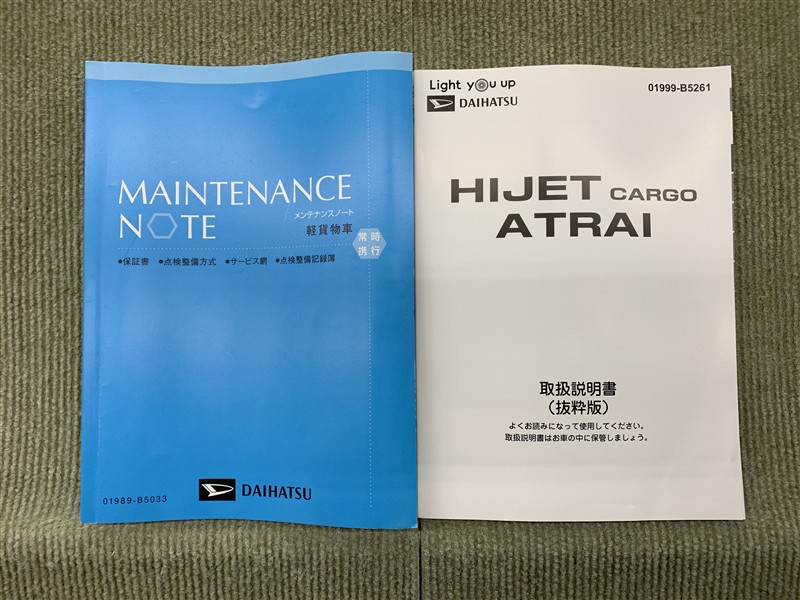 MAINTENANCE
NOTE
メンテナンスノート
軽貨物車
常時
携行
●保証書 ●点検整備方式 ●サービス網 ●点検整備記録簿
DAIHATSU
01989-B5033
Light you up
DAIHATSU
01999-B5261
HIJET CARGO
ATRAI
取扱説明書
（抜粋版）
よくお読みになって使用してください。
取扱説明書はお車の中に保管しましょう。